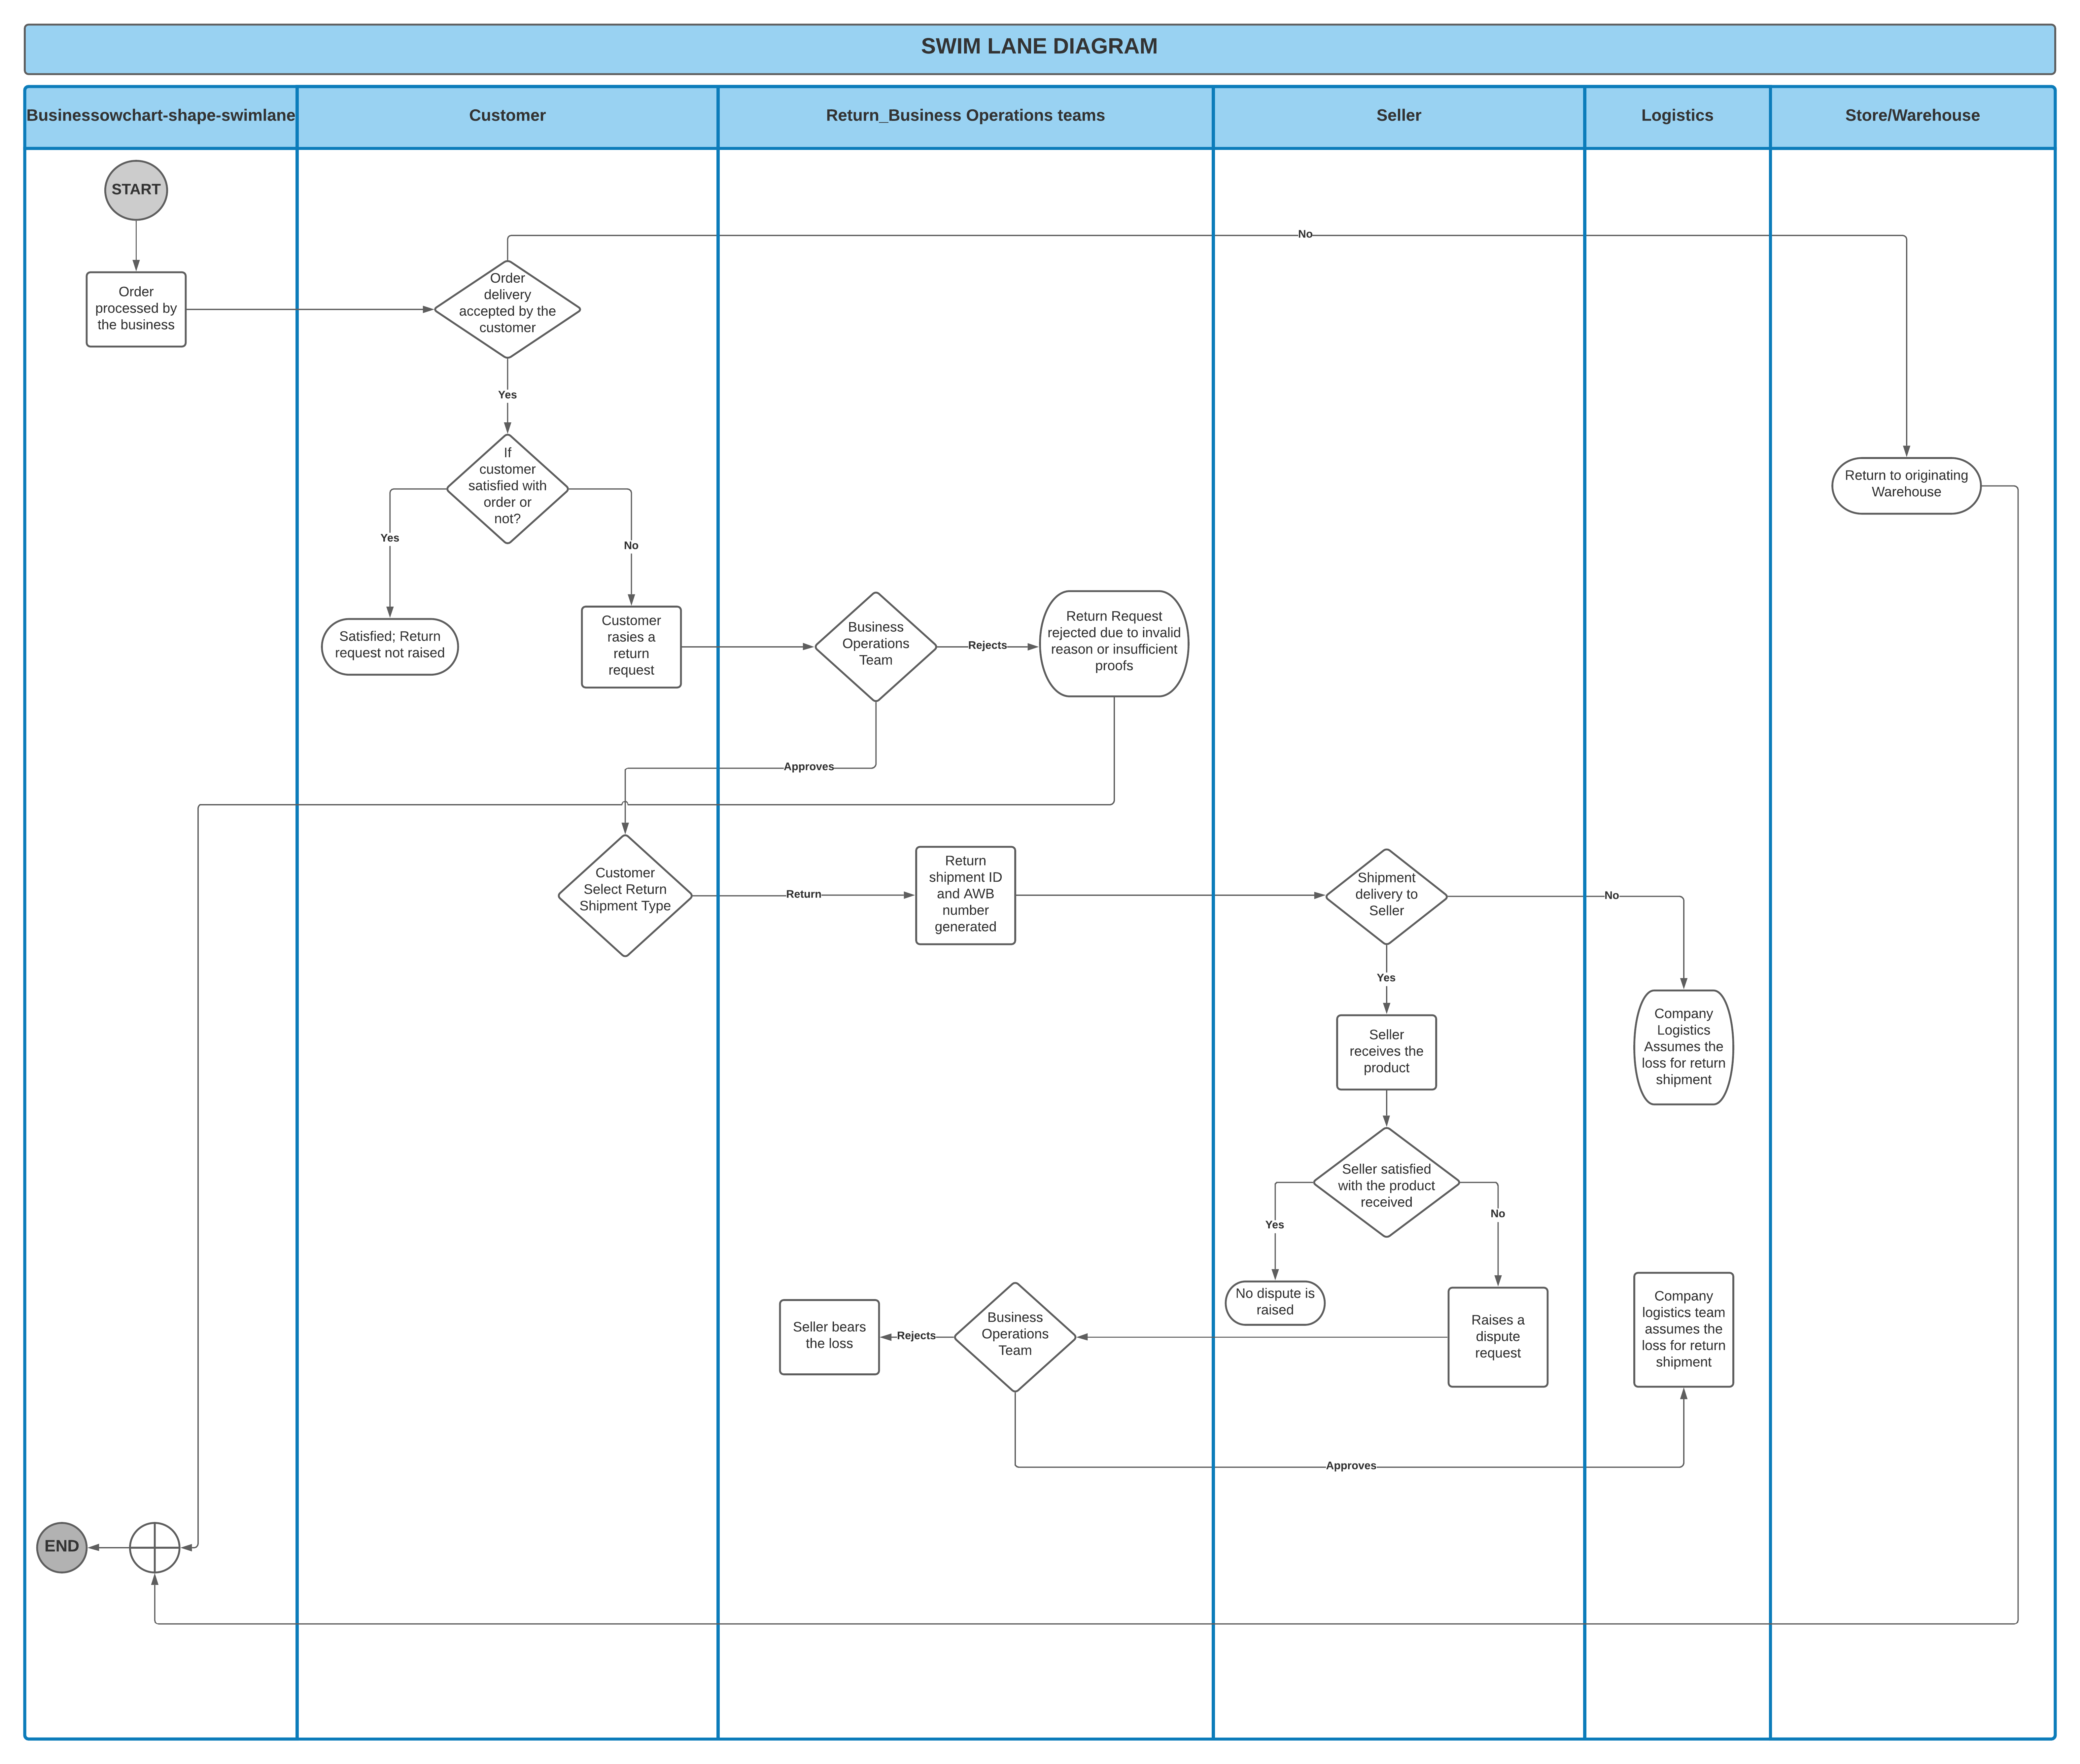 SWIM LANE DIAGRAM
Businessowchart-shape-swimlane
Customer
Return_Business Operations teams
Seller
Logistics
Store/Warehouse
START
No
Order
processed by
the business
Order
delivery
accepted by the
customer
Yes
If
customer
satisfied with
order or
not?
Return to originating
Warehouse
Yes
No
Satisfied; Return
request not raised
Customer
rasies a
return
request
Business
Operations
Team
Rejects
Return Request
rejected due to invalid
reason or insufficient
proofs
Approves
Customer
Select Return
Shipment Type
Return
Return
shipment ID
and AWB
number
generated
Shipment
delivery to
Seller
No
Yes
Seller
receives the
product
Company
Logistics
Assumes the
loss for return
shipment
Seller satisfied
with the product
received
Yes
No
No dispute is
raised
Seller bears
the loss
Rejects
Business
Operations
Team
Raises a
dispute
request
Company
logistics team
assumes the
loss for return
shipment
Approves
END